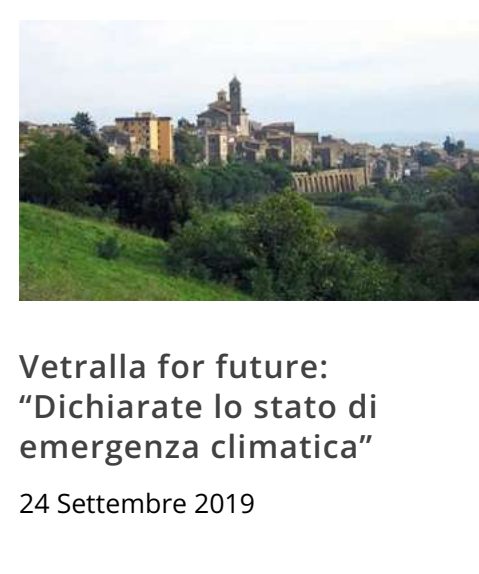 Vetralla for future:
“Dichiarate lo stato di
emergenza climatica”
24 Settembre 2019